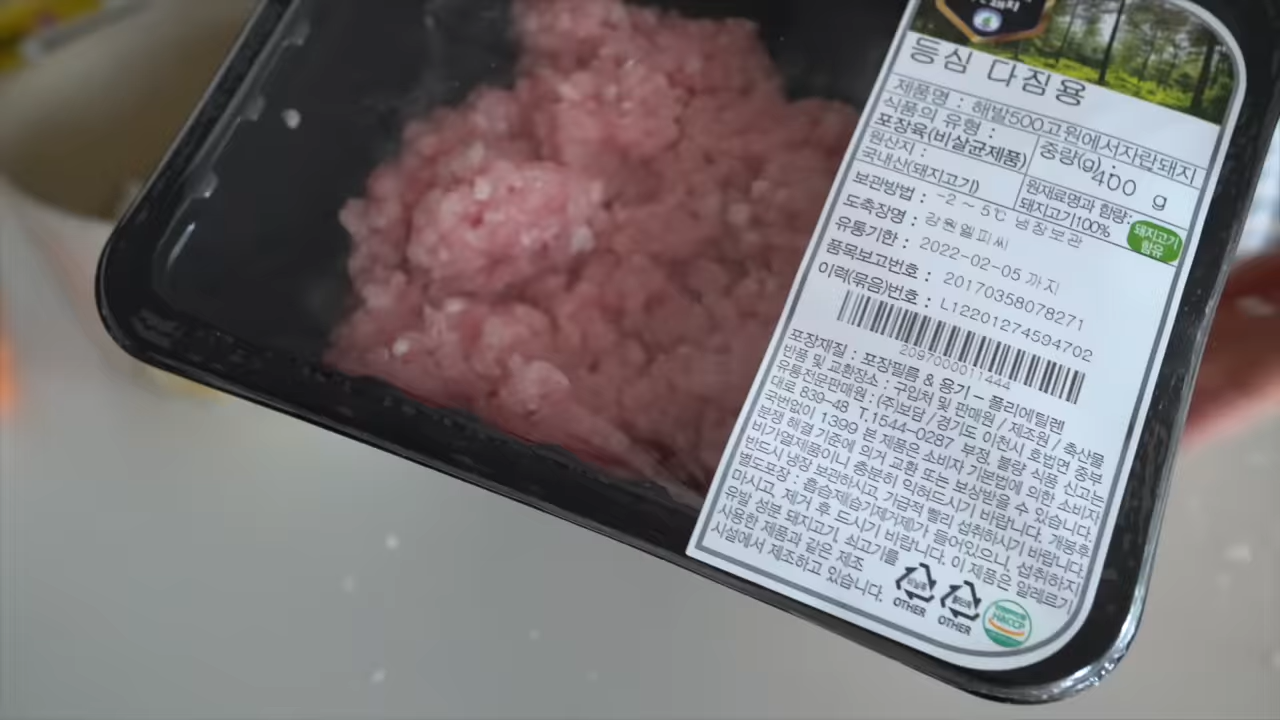 등심 다짐용
제품명 : 해발500고원에서자란돼지
식품의 유형 :
포장육(비살균제품)
중량(g) :
400 g
원산지 :
국내산(돼지고기)
원재료명과 함량:
돼지고기100%
돼지고기
함유
보관방법 : -2 ~ 5℃ 냉장보관
도축장명 : 강원엘피씨
유통기한 : 2022-02-05 까지
품목보고번호 : 20170358078271
이력(묶음)번호 : L12201274594702
2097000011444
포장재질 : 포장필름 & 용기 - 폴리에틸렌
반품 및 교환장소 : 구입처 및 판매원 / 제조원 / 축산물
유통전문판매원 : (주)보담 / 경기도 이천시 호법면 중부
대로 839-48 T.1544-0287 부정, 불량 식품 신고는
국번없이 1399 본 제품은 소비자 기본법에 의한 소비자
분쟁 해결 기준에 의거 교환 또는 보상받을 수 있습니다.
비가열제품이니 충분히 익혀드시기 바랍니다. 개봉후
반드시 냉장 보관하시고, 가급적 빨리 섭취하시기 바랍니다.
별도포장 : 흡습제(습기제거제)가 들어있으니, 섭취하지
마시고, 제거 후 드시기 바랍니다. 이 제품은 알레르기
유발 성분 돼지고기, 쇠고기를
사용한 제품과 같은 제조
시설에서 제조하고 있습니다.
OTHER
OTHER
HACCP